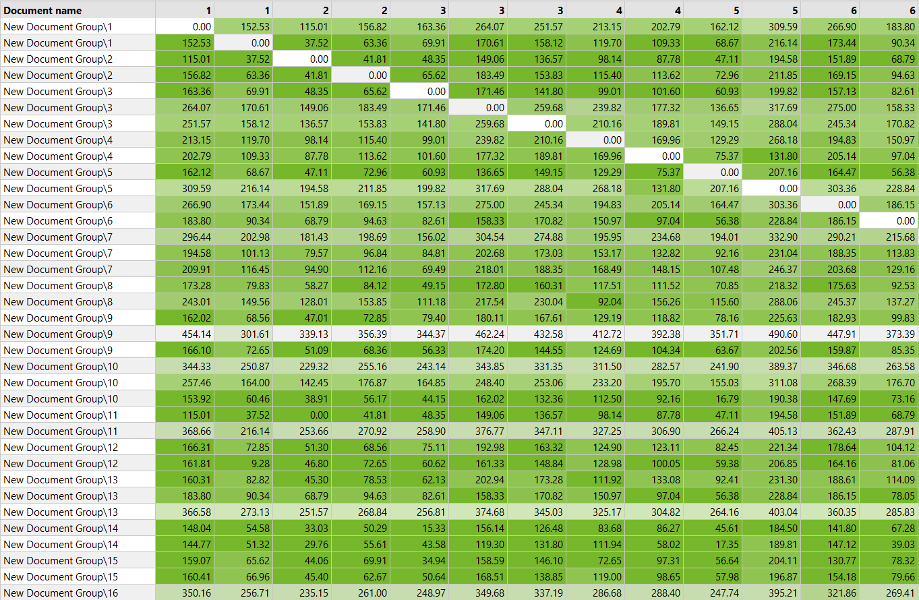 Document name 1 1 2 2 3 3 3 4 4 5 5 6 6
New Document Group\1 0.00 152.53 115.01 156.82 163.36 264.07 251.57 213.15 202.79 162.12 309.59 266.90 183.80
New Document Group\1 152.53 0.00 37.52 63.36 69.91 170.61 158.12 119.70 109.33 68.67 216.14 173.44 90.34
New Document Group\2 115.01 37.52 0.00 41.81 48.35 149.06 136.57 98.14 87.78 47.11 194.58 151.89 68.79
New Document Group\2 156.82 63.36 41.81 0.00 65.62 183.49 153.83 115.40 113.62 72.96 211.85 169.15 94.63
New Document Group\3 163.36 69.91 48.35 65.62 0.00 171.46 141.80 99.01 101.60 60.93 199.82 157.13 82.61
New Document Group\3 264.07 170.61 149.06 183.49 171.46 0.00 259.68 239.82 177.32 136.65 317.69 275.00 158.33
New Document Group\3 251.57 158.12 136.57 153.83 141.80 259.68 0.00 210.16 189.81 149.15 288.04 245.34 170.82
New Document Group\4 213.15 119.70 98.14 115.40 99.01 239.82 210.16 0.00 169.96 129.29 268.18 194.83 150.97
New Document Group\4 202.79 109.33 87.78 113.62 101.60 177.32 189.81 169.96 0.00 75.37 131.80 205.14 97.04
New Document Group\5 162.12 68.67 47.11 72.96 60.93 136.65 149.15 129.29 75.37 0.00 207.16 164.47 56.38
New Document Group\5 309.59 216.14 194.58 211.85 199.82 317.69 288.04 268.18 131.80 207.16 0.00 303.36 228.84
New Document Group\6 266.90 173.44 151.89 169.15 157.13 275.00 245.34 194.83 205.14 164.47 303.36 0.00 186.15
New Document Group\6 183.80 90.34 68.79 94.63 82.61 158.33 170.82 150.97 97.04 56.38 228.84 186.15 0.00
New Document Group\7 296.44 202.98 181.43 198.69 156.02 304.54 274.88 195.95 234.68 194.01 332.90 290.21 215.68
New Document Group\7 194.58 101.13 79.57 96.84 84.81 202.68 173.03 153.17 132.82 92.16 231.04 188.35 113.83
New Document Group\7 209.91 116.45 94.90 112.16 69.49 218.01 188.35 168.49 148.15 107.48 246.37 203.68 129.16
New Document Group\8 173.28 79.83 58.27 84.12 49.15 172.80 160.31 117.51 111.52 70.85 218.32 175.63 92.53
New Document Group\8 243.01 149.56 128.01 153.85 111.18 217.54 230.04 92.04 156.26 115.60 288.06 245.37 137.27
New Document Group\9 162.02 68.56 47.01 72.85 79.40 180.11 167.61 129.19 118.82 78.16 225.63 182.93 99.83
New Document Group\9 454.14 301.61 339.13 356.39 344.37 462.24 432.58 412.72 392.38 351.71 490.60 447.91 373.39
New Document Group\9 166.10 72.65 51.09 68.36 56.33 174.20 144.55 124.69 104.34 63.67 202.56 159.87 85.35
New Document Group\10 344.33 250.87 229.32 255.16 243.14 343.85 331.35 311.50 282.57 241.90 389.37 346.68 263.58
New Document Group\10 257.46 164.00 142.45 176.87 164.85 248.40 253.06 233.20 195.70 155.03 311.08 268.39 176.70
New Document Group\10 153.92 60.46 38.91 56.17 44.15 162.02 132.36 112.50 92.16 16.79 190.38 147.69 73.16
New Document Group\11 115.01 37.52 0.00 41.81 48.35 149.06 136.57 98.14 87.78 47.11 194.58 151.89 68.79
New Document Group\11 368.66 216.14 253.66 270.92 258.90 376.77 347.11 327.25 306.90 266.24 405.13 362.43 287.91
New Document Group\12 166.31 72.85 51.30 68.56 75.11 192.98 163.32 124.90 123.11 82.45 221.34 178.64 104.12
New Document Group\12 161.81 9.28 46.80 72.65 60.62 161.33 148.84 128.98 100.05 59.38 206.85 164.16 81.06
New Document Group\13 160.31 82.82 45.30 78.53 62.13 202.94 173.28 111.92 133.08 92.41 231.30 188.61 114.09
New Document Group\13 183.80 90.34 68.79 94.63 82.61 158.33 170.82 150.97 97.04 56.38 228.84 186.15 78.05
New Document Group\13 366.58 273.13 251.57 268.84 256.81 374.68 345.03 325.17 304.82 264.16 403.04 360.35 285.83
New Document Group\14 148.04 54.58 33.03 50.29 15.33 156.14 126.48 83.68 86.27 45.61 184.50 141.80 67.28
New Document Group\14 144.77 51.32 29.76 55.61 43.58 119.30 131.80 111.94 58.02 17.35 189.81 147.12 39.03
New Document Group\15 159.07 65.62 44.06 69.91 34.94 158.59 146.10 72.65 97.31 56.64 204.11 130.77 78.32
New Document Group\15 160.41 66.96 45.40 62.67 50.64 168.51 138.85 119.00 98.65 57.98 196.87 154.18 79.66
New Document Group\16 350.16 256.71 235.15 261.00 248.97 349.68 337.19 286.68 288.40 247.74 395.21 321.86 269.41